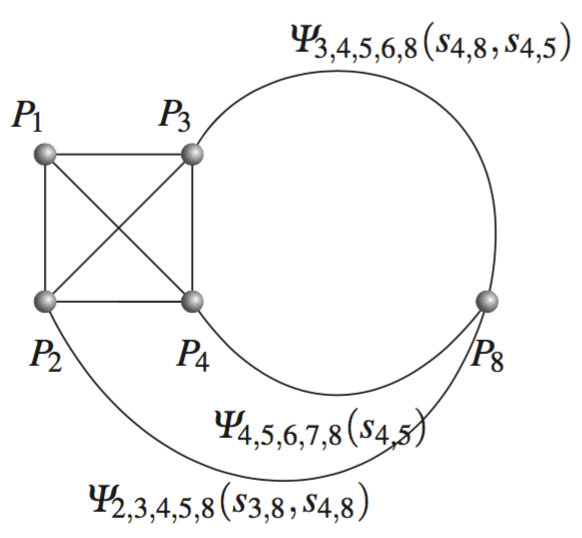 Ψ₃,₄,₅,₆,₈(s₄,₈, s₄,₅)
P₁ P₃
P₂ P₄ P₈
Ψ₄,₅,₆,₇,₈(s₄,₅)
Ψ₂,₃,₄,₅,₈(s₃,₈, s₄,₈)